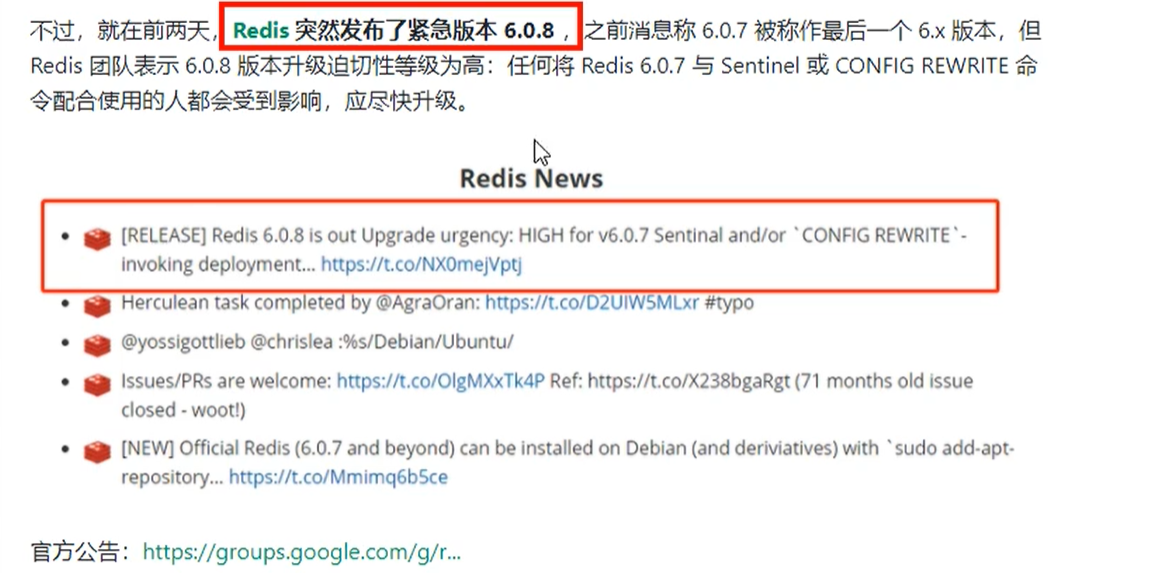 不过，就在前两天，Redis 突然发布了紧急版本 6.0.8 ，之前消息称 6.0.7 被称作最后一个 6.x 版本，但
Redis 团队表示 6.0.8 版本升级迫切性等级为高：任何将 Redis 6.0.7 与 Sentinel 或 CONFIG REWRITE 命
令配合使用的人都会受到影响，应尽快升级。
Redis News
[RELEASE] Redis 6.0.8 is out Upgrade urgency: HIGH for v6.0.7 Sentinal and/or `CONFIG REWRITE`-
invoking deployment... https://t.co/NX0mejVptj
Herculean task completed by @AgraOran: https://t.co/D2UIW5MLxr #typo
@yossigottlieb @chrislea :%s/Debian/Ubuntu/
Issues/PRs are welcome: https://t.co/OlgMXxTk4P Ref: https://t.co/X238bgaRgt (71 months old issue
closed - woot!)
[NEW] Official Redis (6.0.7 and beyond) can be installed on Debian (and deriviatives) with `sudo add-apt-
repository... https://t.co/Mmimq6b5ce
官方公告：https://groups.google.com/g/r...